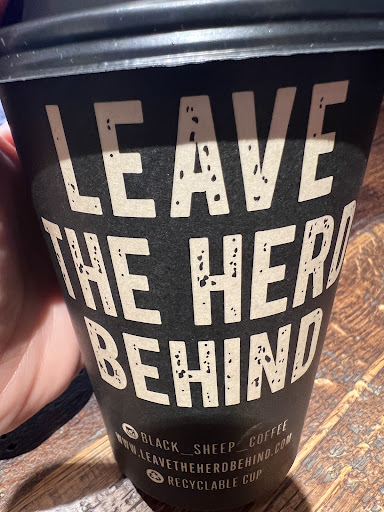 LEAVE
THE HERD
BEHIND
BLACK_SHEEP_COFFEE
WWW.LEAVETHEHERDBEHIND.COM
RECYCLABLE CUP